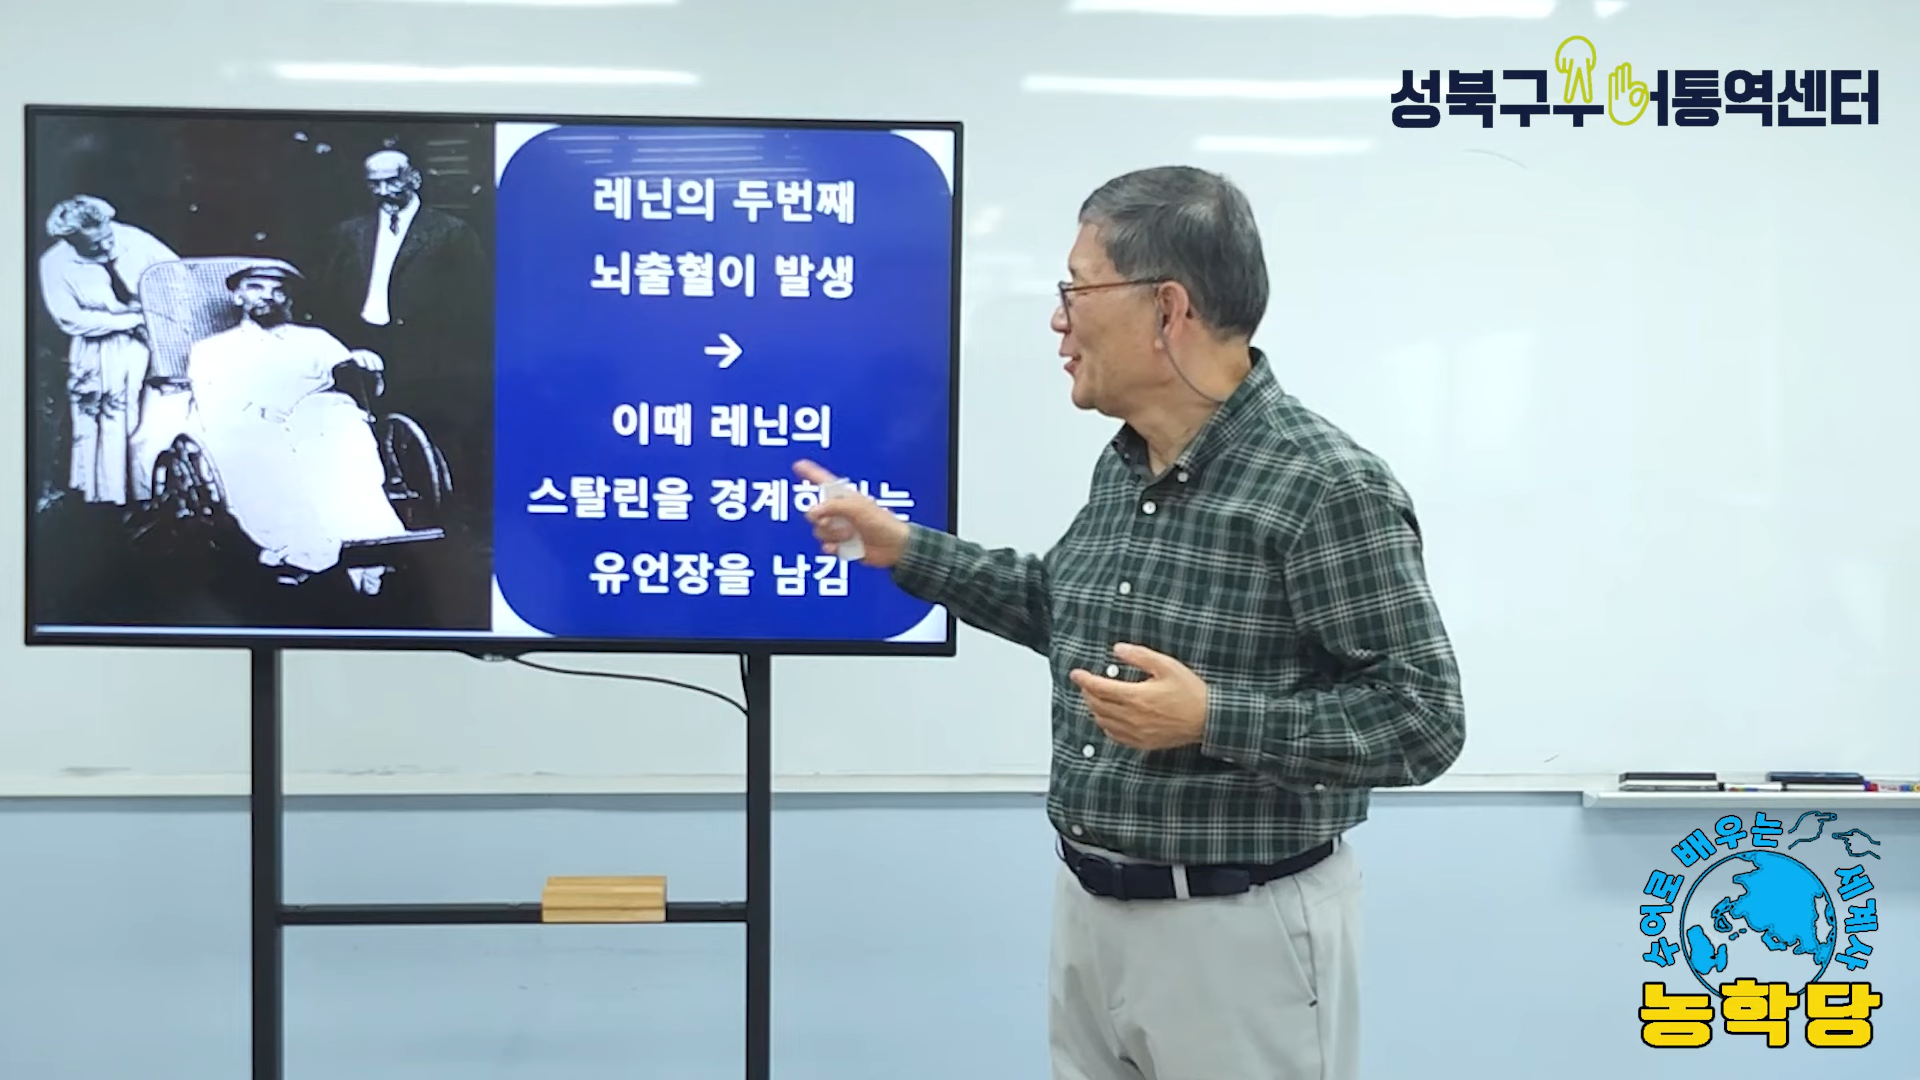 성북구수어통역센터
레닌의 두번째
뇌출혈이 발생
→
이때 레닌의
스탈린을 경계하라는
유언장을 남김
수어로 배우는 세계사
농학당